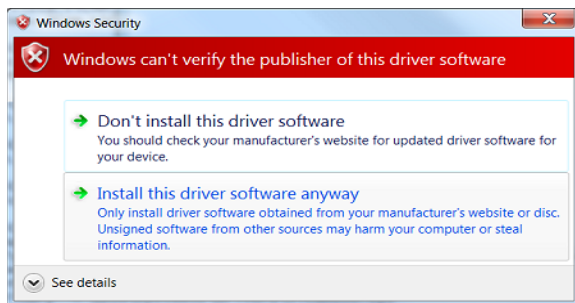 Windows Security
Windows can't verify the publisher of this driver software
Don't install this driver software
You should check your manufacturer's website for updated driver software for
your device.
Install this driver software anyway
Only install driver software obtained from your manufacturer's website or disc.
Unsigned software from other sources may harm your computer or steal
information.
See details